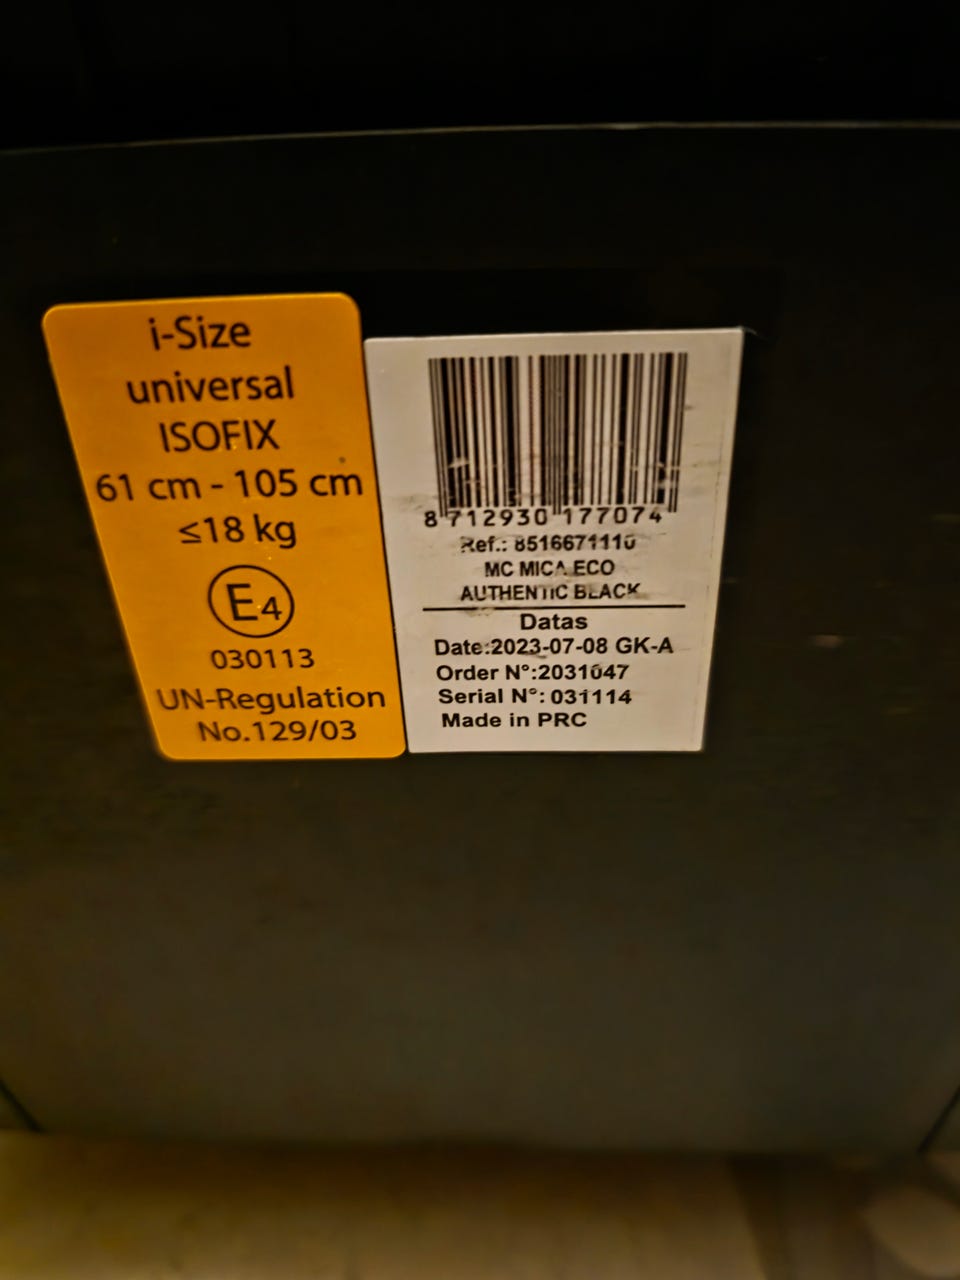 i-Size
universal
ISOFIX
61 cm - 105 cm
≤18 kg
E4
030113
UN-Regulation
No.129/03
8 712930 177074
Ref.: 8516671110
MC MICA ECO
AUTHENTIC BLACK
Datas
Date:2023-07-08 GK-A
Order N°:2031047
Serial N°: 031114
Made in PRC